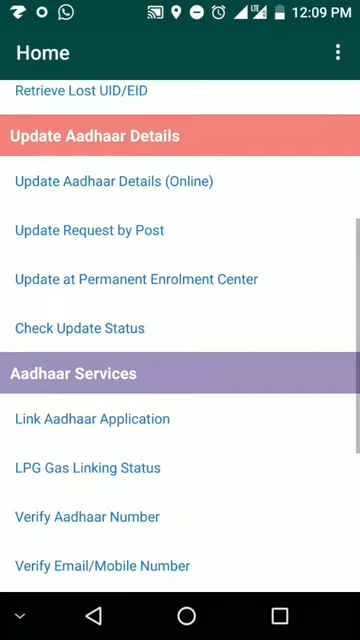 12:09 PM
LTE
Home
Retrieve Lost UID/EID
Update Aadhaar Details
Update Aadhaar Details (Online)
Update Request by Post
Update at Permanent Enrolment Center
Check Update Status
Aadhaar Services
Link Aadhaar Application
LPG Gas Linking Status
Verify Aadhaar Number
Verify Email/Mobile Number